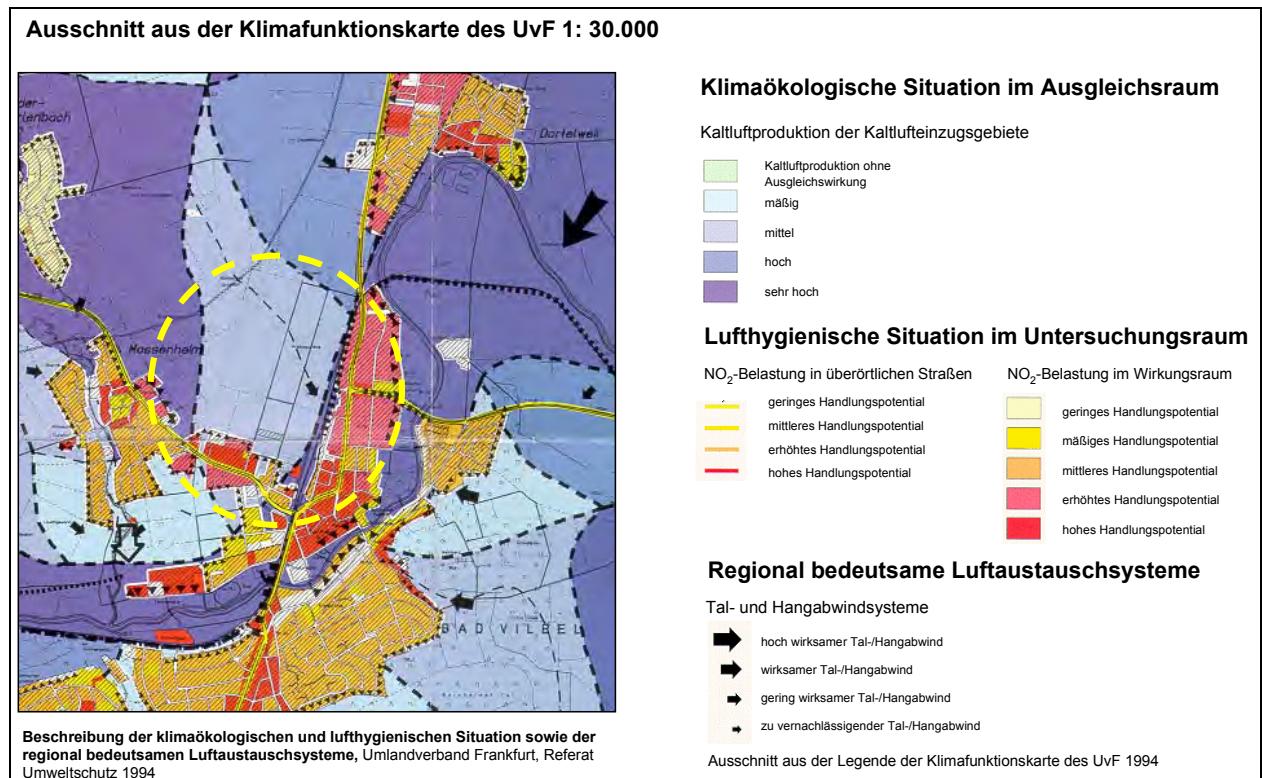 Ausschnitt aus der Klimafunktionskarte des UvF 1: 30.000
Dortelweil
Massenheim
BAD VILBEL
Beschreibung der klimaökologischen und lufthygienischen Situation sowie der
regional bedeutsamen Luftaustauschsysteme, Umlandverband Frankfurt, Referat
Umweltschutz 1994
Klimaökologische Situation im Ausgleichsraum
Kaltluftproduktion der Kaltlufteinzugsgebiete
Kaltluftproduktion ohne
Ausgleichswirkung
mäßig
mittel
hoch
sehr hoch
Lufthygienische Situation im Untersuchungsraum
NO₂-Belastung in überörtlichen Straßen
geringes Handlungspotential
mittleres Handlungspotential
erhöhtes Handlungspotential
hohes Handlungspotential
NO₂-Belastung im Wirkungsraum
geringes Handlungspotential
mäßiges Handlungspotential
mittleres Handlungspotential
erhöhtes Handlungspotential
hohes Handlungspotential
Regional bedeutsame Luftaustauschsysteme
Tal- und Hangabwindsysteme
hoch wirksamer Tal-/Hangabwind
wirksamer Tal-/Hangabwind
gering wirksamer Tal-/Hangabwind
zu vernachlässigender Tal-/Hangabwind
Ausschnitt aus der Legende der Klimafunktionskarte des UvF 1994